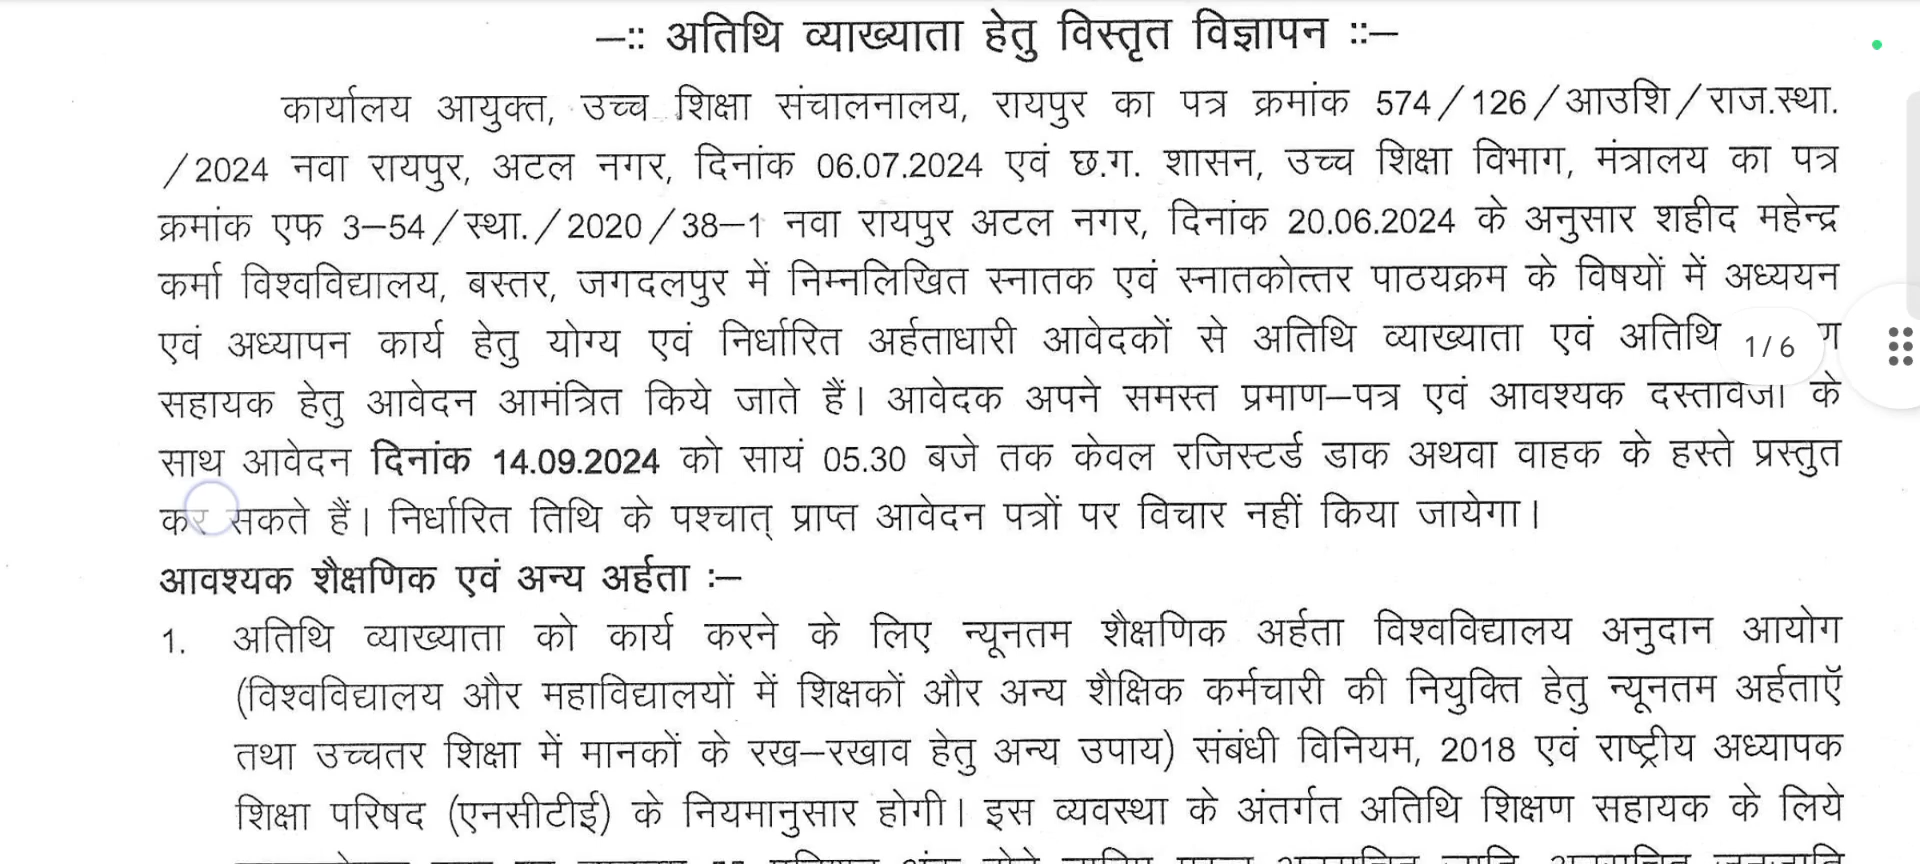 –:: अतिथि व्याख्याता हेतु विस्तृत विज्ञापन ::–
कार्यालय आयुक्त, उच्च शिक्षा संचालनालय, रायपुर का पत्र क्रमांक 574/126/आउशि/राज.स्था.
/2024 नवा रायपुर, अटल नगर, दिनांक 06.07.2024 एवं छ.ग. शासन, उच्च शिक्षा विभाग, मंत्रालय का पत्र
क्रमांक एफ 3–54/स्था./2020/38–1 नवा रायपुर अटल नगर, दिनांक 20.06.2024 के अनुसार शहीद महेन्द्र
कर्मा विश्वविद्यालय, बस्तर, जगदलपुर में निम्नलिखित स्नातक एवं स्नातकोत्तर पाठयक्रम के विषयों में अध्ययन
एवं अध्यापन कार्य हेतु योग्य एवं निर्धारित अर्हताधारी आवेदकों से अतिथि व्याख्याता एवं अतिथि
1/6
सहायक हेतु आवेदन आमंत्रित किये जाते हैं। आवेदक अपने समस्त प्रमाण–पत्र एवं आवश्यक के
साथ आवेदन दिनांक 14.09.2024 को सायं 05.30 बजे तक केवल रजिस्टर्ड डाक अथवा वाहक के हस्ते प्रस्तुत
कर सकते हैं। निर्धारित तिथि के पश्चात् प्राप्त आवेदन पत्रों पर विचार नहीं किया जायेगा।
आवश्यक शैक्षणिक एवं अन्य अर्हता :–
1. अतिथि व्याख्याता को कार्य करने के लिए न्यूनतम शैक्षणिक अर्हता विश्वविद्यालय अनुदान आयोग
(विश्वविद्यालय और महाविद्यालयों में शिक्षकों और अन्य शैक्षिक कर्मचारी की नियुक्ति हेतु न्यूनतम अर्हताऍ
तथा उच्चतर शिक्षा में मानकों के रख–रखाव हेतु अन्य उपाय) संबंधी विनियम, 2018 एवं राष्ट्रीय अध्यापक
शिक्षा परिषद (एनसीटीई) के नियमानुसार होगी। इस व्यवस्था के अंतर्गत अतिथि शिक्षण सहायक के लिये